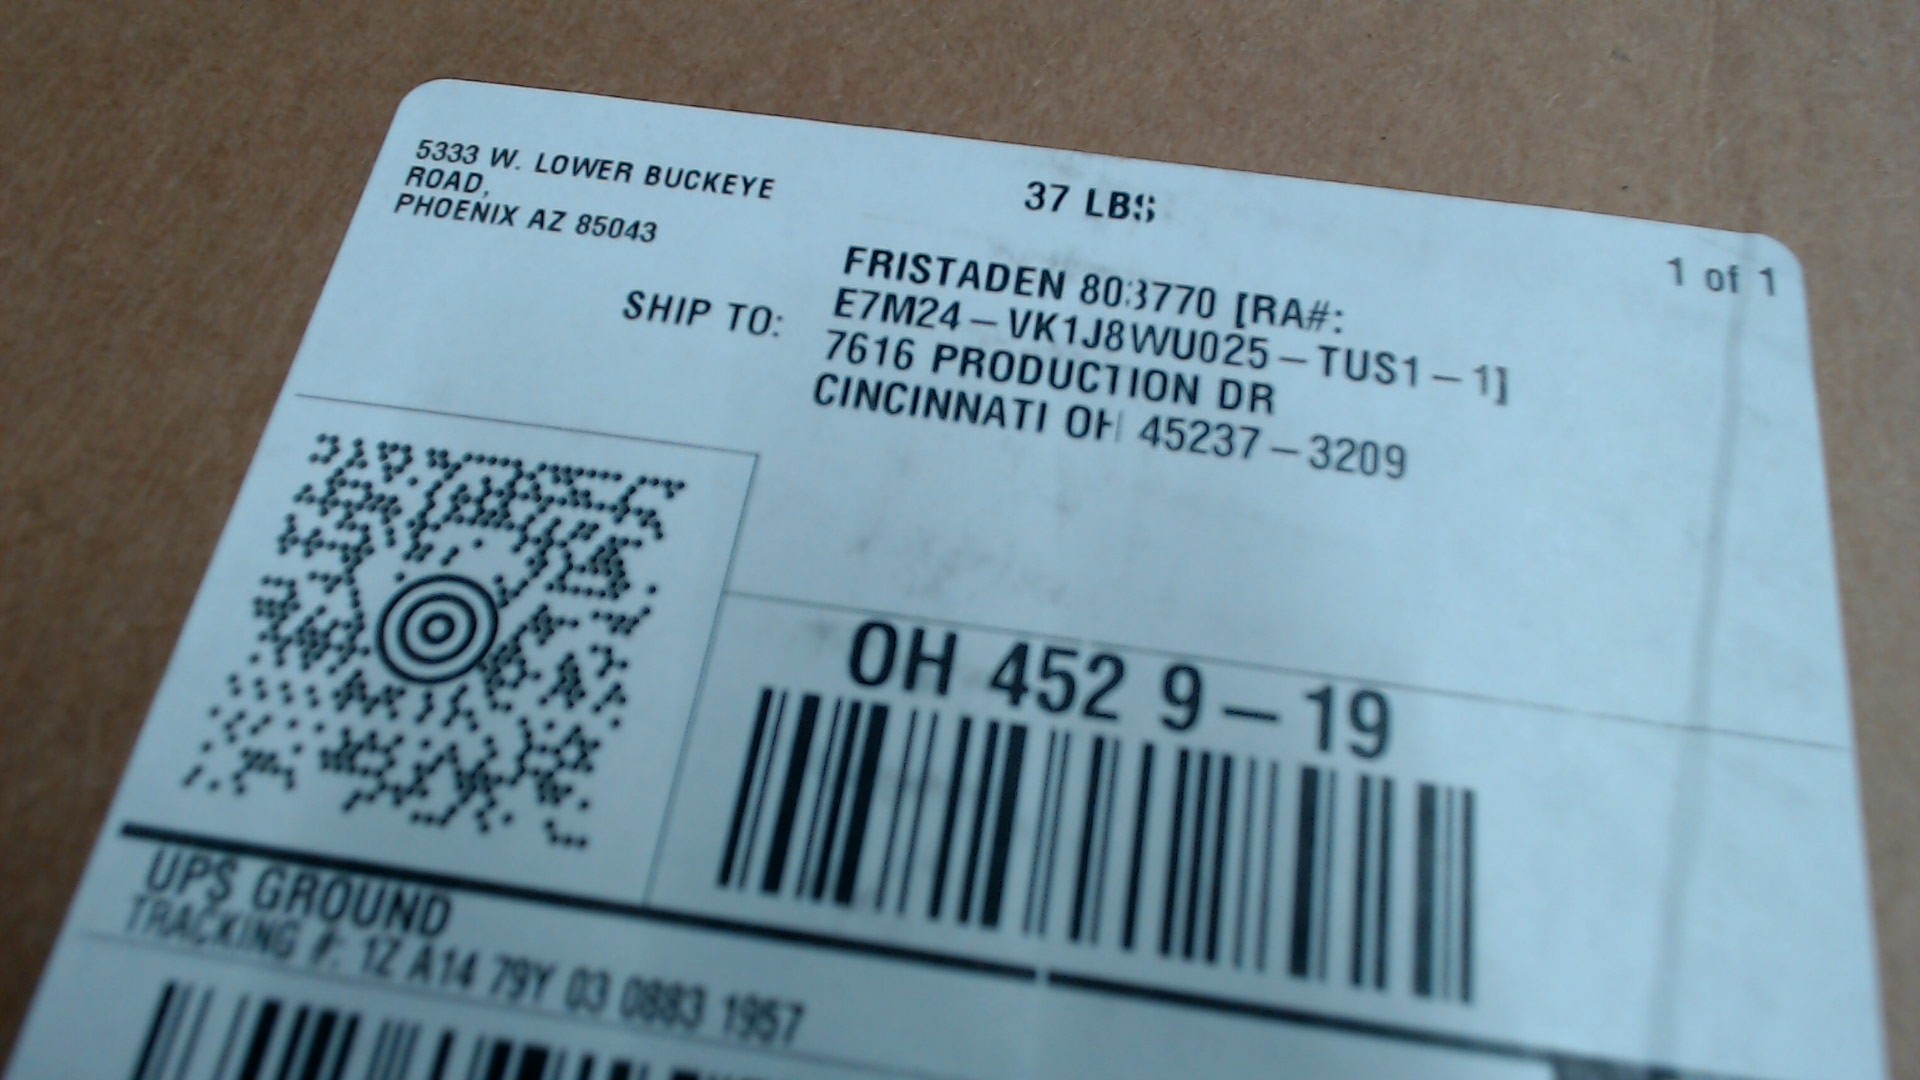 5333 W. LOWER BUCKEYE
ROAD,
PHOENIX AZ 85043
37 LBS
1 of 1
SHIP TO:
FRISTADEN 803770 [RA#:
E7M24-VK1J8WU025-TUS1-1]
7616 PRODUCTION DR
CINCINNATI OH 45237-3209
OH 452 9-19
UPS GROUND
TRACKING #: 1Z A14 79Y 03 0883 1957